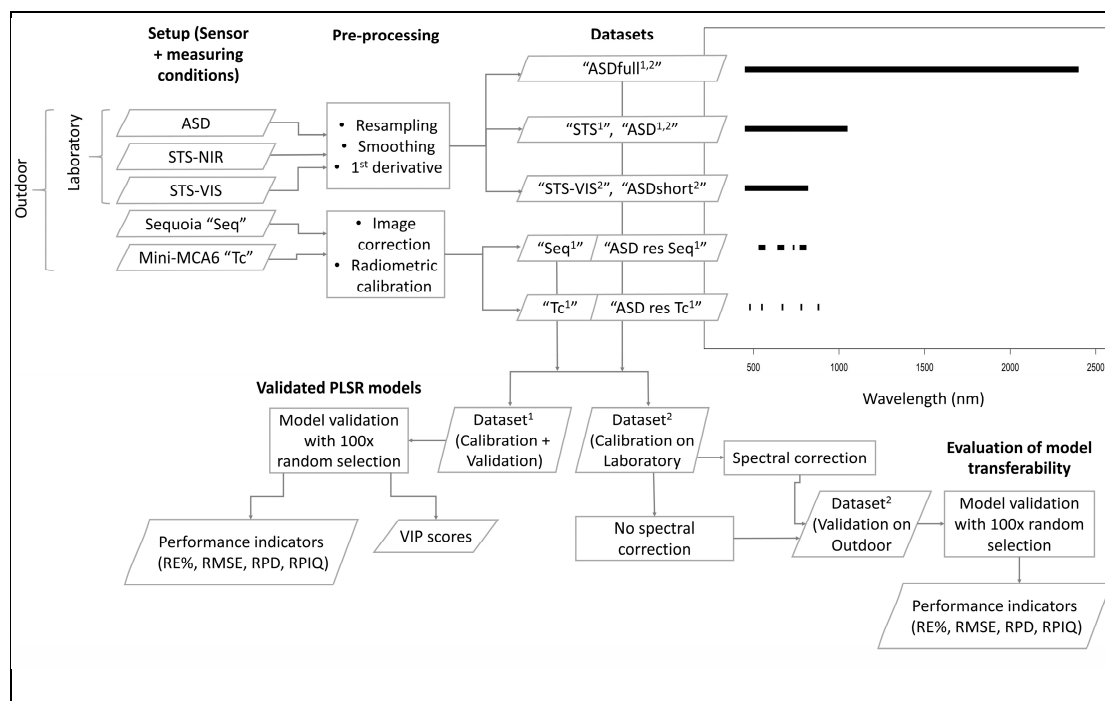 Setup (Sensor
+ measuring
conditions)
Pre-processing
Datasets
Outdoor
Laboratory
ASD
STS-NIR
STS-VIS
Sequoia “Seq”
Mini-MCA6 “Tc”
• Resampling
• Smoothing
• 1st derivative
• Image
correction
• Radiometric
calibration
“ASDfull1,2”
“STS1”, “ASD1,2”
“STS-VIS2”, “ASDshort2”
“Seq1” “ASD res Seq1”
“Tc1” “ASD res Tc1”
500 1000 1500 2000 2500
Wavelength (nm)
Validated PLSR models
Model validation
with 100x
random selection
Dataset1
(Calibration +
Validation)
Dataset2
(Calibration on
Laboratory
Spectral correction
Evaluation of model
transferability
No spectral
correction
Dataset2
(Validation on
Outdoor
Model validation
with 100x random
selection
Performance indicators
(RE%, RMSE, RPD, RPIQ)
VIP scores
Performance indicators
(RE%, RMSE, RPD, RPIQ)